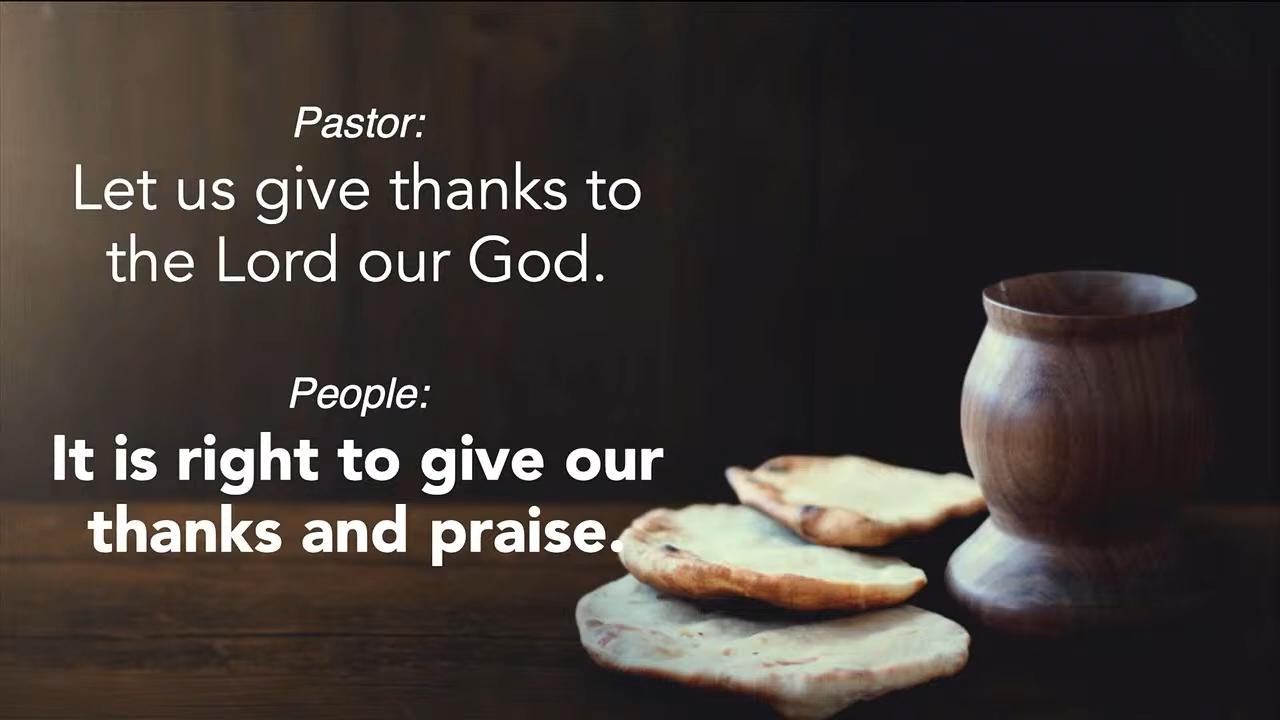 Pastor:
Let us give thanks to
the Lord our God.
People:
It is right to give our
thanks and praise.